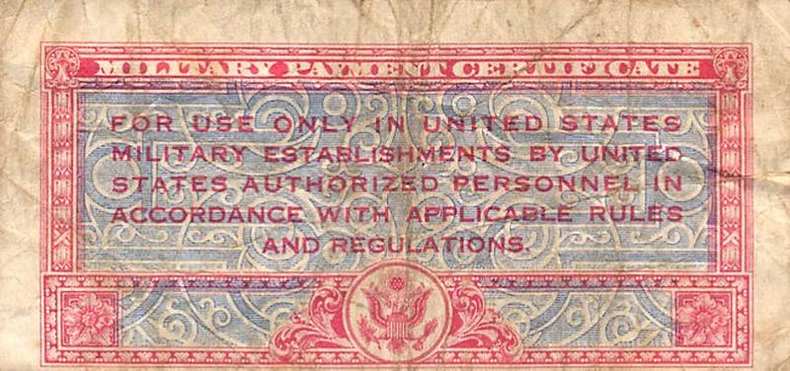 MILITARY PAYMENT CERTIFICATE
FOR USE ONLY IN UNITED STATES
MILITARY ESTABLISHMENTS BY UNITED
STATES AUTHORIZED PERSONNEL IN
ACCORDANCE WITH APPLICABLE RULES
AND REGULATIONS.